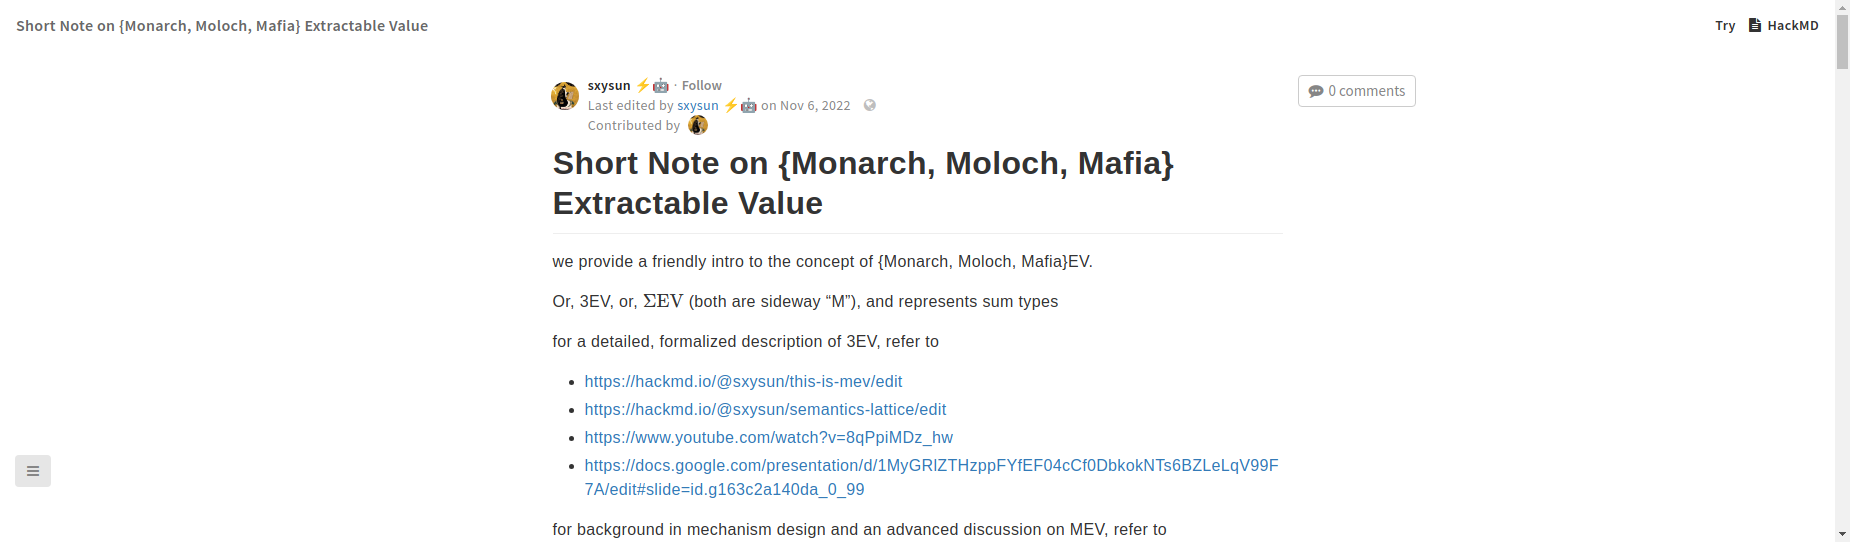 Short Note on {Monarch, Moloch, Mafia} Extractable Value
Try HackMD
sxysun ⚡🤖 · Follow
Last edited by sxysun ⚡🤖 on Nov 6, 2022
Contributed by
0 comments
Short Note on {Monarch, Moloch, Mafia}
Extractable Value
we provide a friendly intro to the concept of {Monarch, Moloch, Mafia}EV.
Or, 3EV, or, ΣEV (both are sideway “M”), and represents sum types
for a detailed, formalized description of 3EV, refer to
• https://hackmd.io/@sxysun/this-is-mev/edit
• https://hackmd.io/@sxysun/semantics-lattice/edit
• https://www.youtube.com/watch?v=8qPpiMDz_hw
• https://docs.google.com/presentation/d/1MyGRlZTHzppFYfEF04cCf0DbkokNTs6BZLeLqV99F
7A/edit#slide=id.g163c2a140da_0_99
for background in mechanism design and an advanced discussion on MEV, refer to